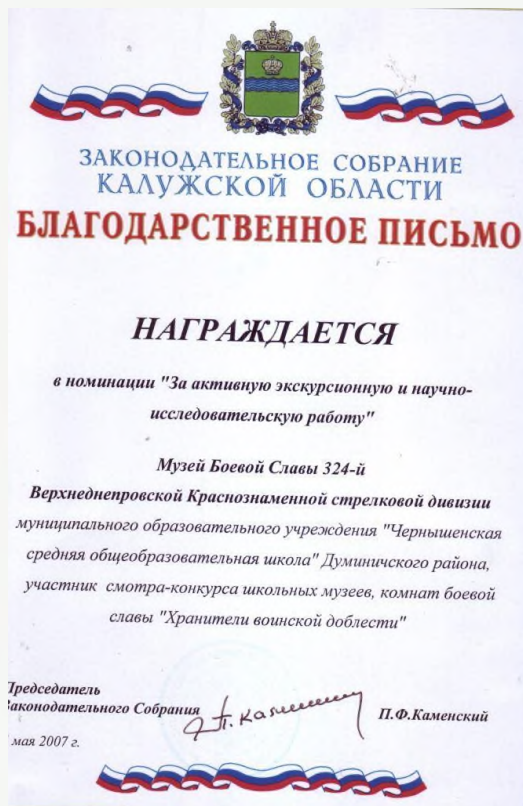 ЗАКОНОДАТЕЛЬНОЕ СОБРАНИЕ
КАЛУЖСКОЙ ОБЛАСТИ
БЛАГОДАРСТВЕННОЕ ПИСЬМО
НАГРАЖДАЕТСЯ
в номинации "За активную экскурсионную и научно-
исследовательскую работу"
Музей Боевой Славы 324-й
Верхнеднепровской Краснознаменной стрелковой дивизии
муниципального образовательного учреждения "Чернышенская
средняя общеобразовательная школа" Думиничского района,
участник смотра-конкурса школьных музеев, комнат боевой
славы "Хранители воинской доблести"
Председатель
Законодательного Собрания
П.Ф.Каменский
мая 2007 г.